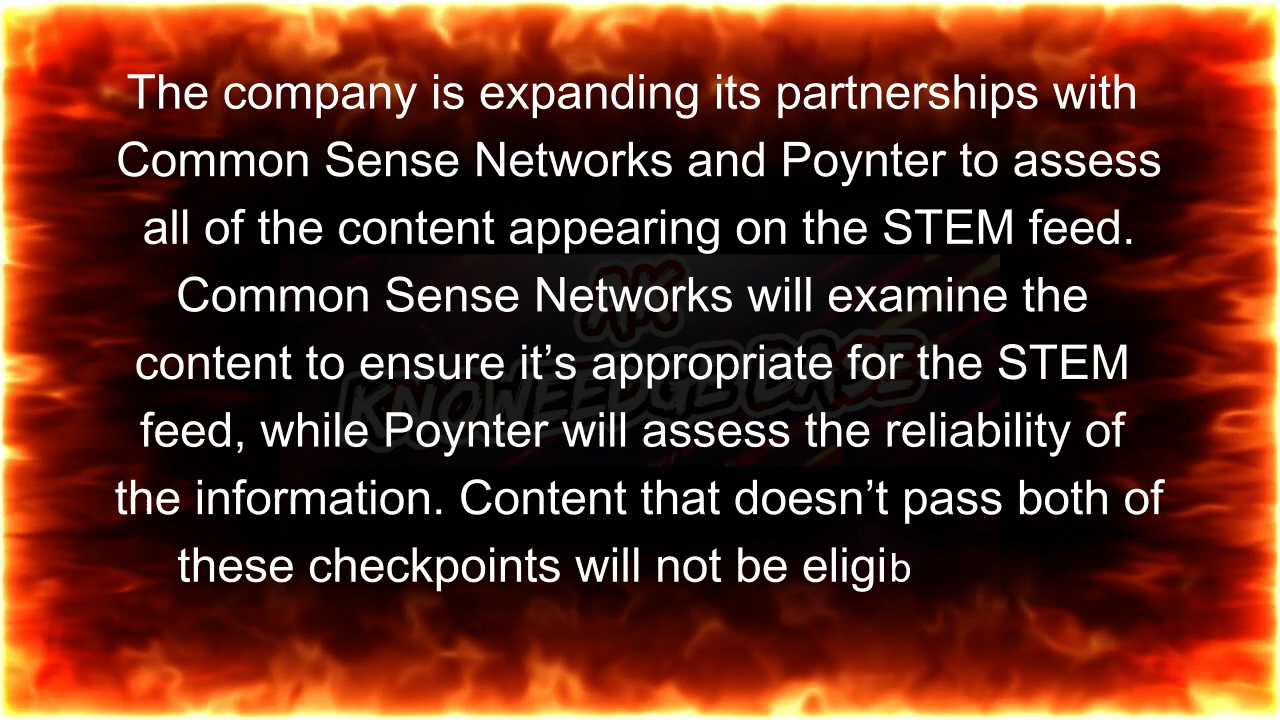 The company is expanding its partnerships with
Common Sense Networks and Poynter to assess
all of the content appearing on the STEM feed.
Common Sense Networks will examine the
content to ensure it’s appropriate for the STEM
feed, while Poynter will assess the reliability of
the information. Content that doesn’t pass both of
these checkpoints will not be eligib
KNOWEEDGE BASE